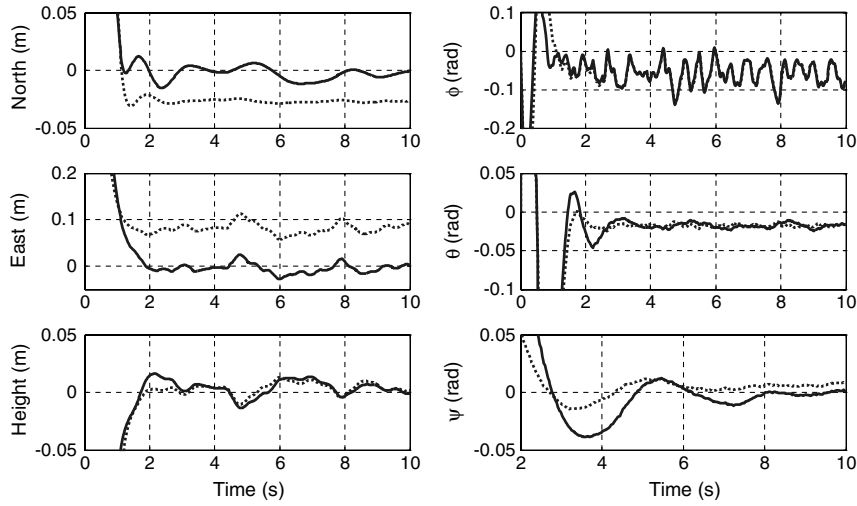 North (m)
0.05
0
-0.05
0 2 4 6 8 10
ϕ (rad)
0.1
0
-0.1
-0.2
0 2 4 6 8 10
East (m)
0.2
0.1
0
0 2 4 6 8 10
θ (rad)
0.05
0
-0.05
-0.1
0 2 4 6 8 10
Height (m)
0.05
0
-0.05
0 2 4 6 8 10
Time (s)
ψ (rad)
0.05
0
-0.05
2 4 6 8 10
Time (s)